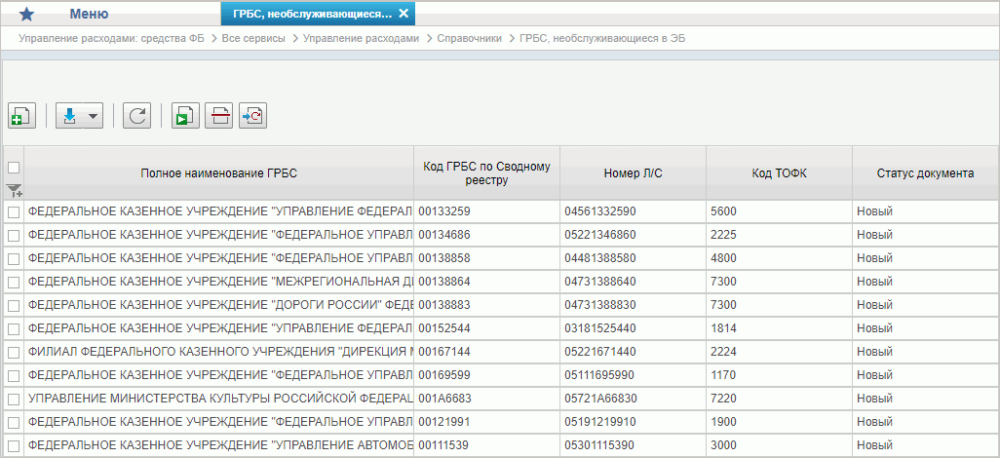 Меню ГРБС, необслуживающиеся...
Управление расходами: средства ФБ Все сервисы Управление расходами Справочники ГРБС, необслуживающиеся в ЭБ
Полное наименование ГРБС Код ГРБС по Сводному реестру Номер Л/С Код ТОФК Статус документа
ФЕДЕРАЛЬНОЕ КАЗЕННОЕ УЧРЕЖДЕНИЕ "УПРАВЛЕНИЕ ФЕДЕРАЛ 00133259 04561332590 5600 Новый
ФЕДЕРАЛЬНОЕ КАЗЕННОЕ УЧРЕЖДЕНИЕ "ФЕДЕРАЛЬНОЕ УПРАВЛ 00134686 05221346860 2225 Новый
ФЕДЕРАЛЬНОЕ КАЗЕННОЕ УЧРЕЖДЕНИЕ "ФЕДЕРАЛЬНОЕ УПРАВЛ 00138858 04481388580 4800 Новый
ФЕДЕРАЛЬНОЕ КАЗЕННОЕ УЧРЕЖДЕНИЕ "МЕЖРЕГИОНАЛЬНАЯ ДИ 00138864 04731388640 7300 Новый
ФЕДЕРАЛЬНОЕ КАЗЕННОЕ УЧРЕЖДЕНИЕ "ДОРОГИ РОССИИ" ФЕДЕ 00138883 04731388830 7300 Новый
ФЕДЕРАЛЬНОЕ КАЗЕННОЕ УЧРЕЖДЕНИЕ "УПРАВЛЕНИЕ ФЕДЕРАЛ 00152544 03181525440 1814 Новый
ФИЛИАЛ ФЕДЕРАЛЬНОГО КАЗЕННОГО УЧРЕЖДЕНИЯ "ДИРЕКЦИЯ М 00167144 05221671440 2224 Новый
ФЕДЕРАЛЬНОЕ КАЗЕННОЕ УЧРЕЖДЕНИЕ "ФЕДЕРАЛЬНОЕ УПРАВЛ 00169599 05111695990 1170 Новый
УПРАВЛЕНИЕ МИНИСТЕРСТВА КУЛЬТУРЫ РОССИЙСКОЙ ФЕДЕРАЦ 001А6683 05721А66830 7220 Новый
ФЕДЕРАЛЬНОЕ КАЗЕННОЕ УЧРЕЖДЕНИЕ "ФЕДЕРАЛЬНОЕ УПРАВЛ 00121991 05191219910 1900 Новый
ФЕДЕРАЛЬНОЕ КАЗЕННОЕ УЧРЕЖДЕНИЕ "УПРАВЛЕНИЕ АВТОМОБ 00111539 05301115390 3000 Новый